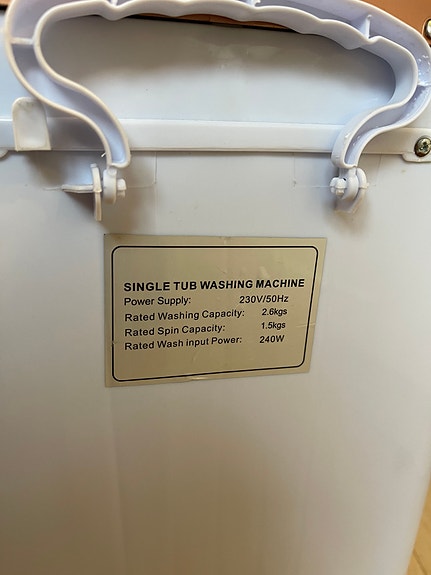 SINGLE TUB WASHING MACHINE
Power Supply: 230V/50Hz
Rated Washing Capacity: 2.6kgs
Rated Spin Capacity: 1.5kgs
Rated Wash input Power: 240W